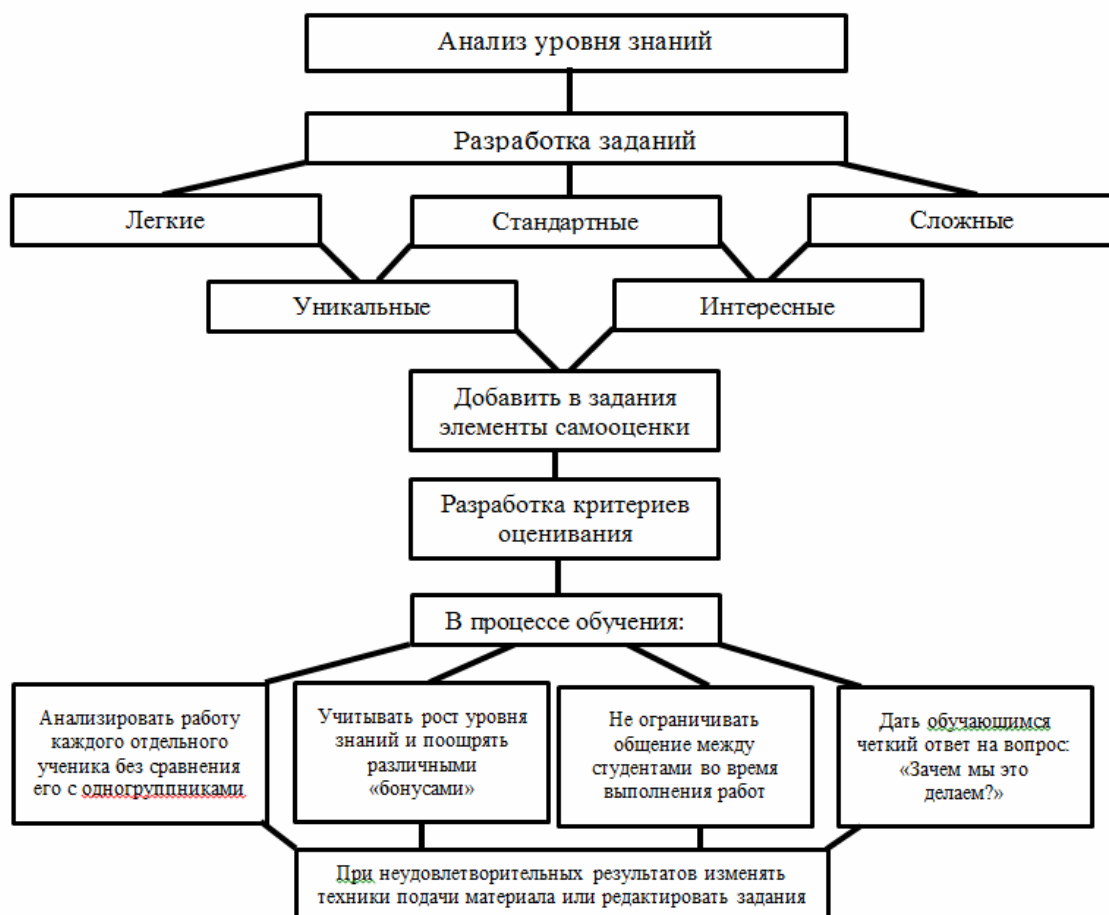 Анализ уровня знаний
Разработка заданий
Легкие
Стандартные
Сложные
Уникальные
Интересные
Добавить в задания
элементы самооценки
Разработка критериев
оценивания
В процессе обучения:
Анализировать работу
каждого отдельного
ученика без сравнения
его с одногруппниками
Учитывать рост уровня
знаний и поощрять
различными
«бонусами»
Не ограничивать
общение между
студентами во время
выполнения работ
Дать обучающимся
четкий ответ на вопрос:
«Зачем мы это
делаем?»
При неудовлетворительных результатов изменять
техники подачи материала или редактировать задания